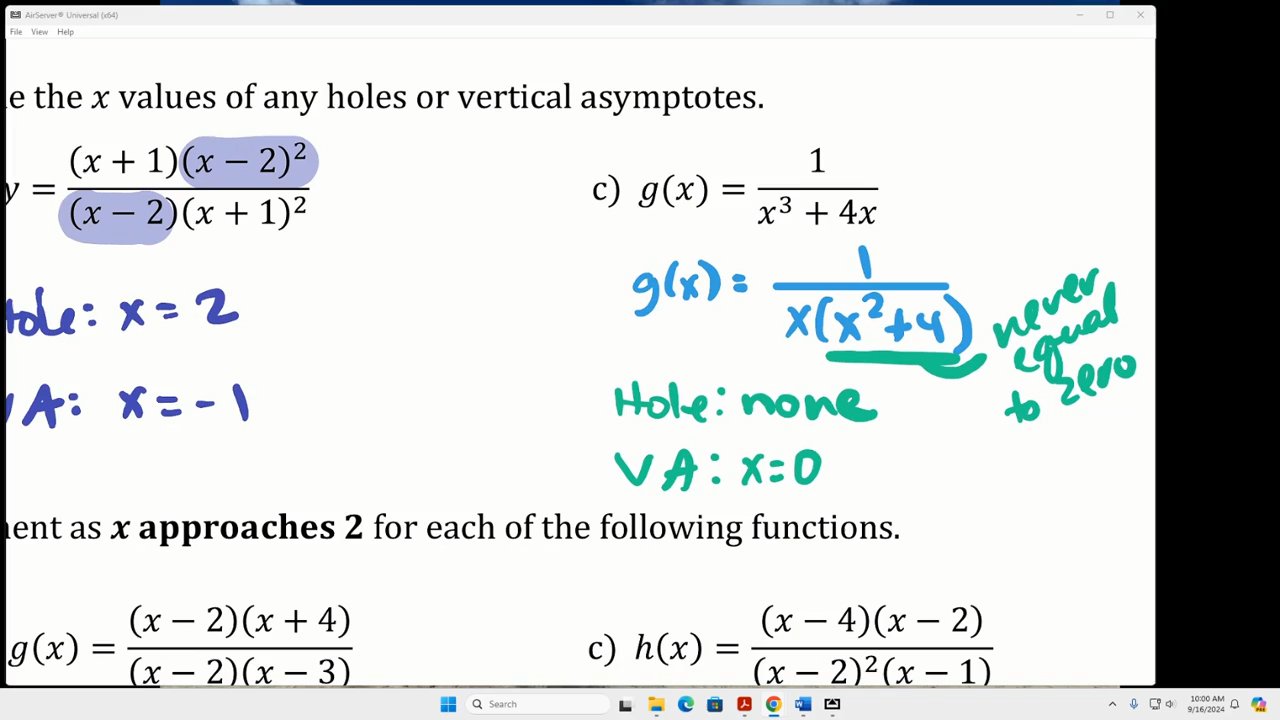 AirServer® Universal (x64)
File View Help
e the x values of any holes or vertical asymptotes.
y = (x + 1)(x − 2)² / (x − 2)(x + 1)²
Hole: x = 2
VA: x = -1
c) g(x) = 1 / x³ + 4x
g(x) = 1 / x(x²+4)
never equal to zero
Hole: none
VA: x=0
nent as x approaches 2 for each of the following functions.
g(x) = (x − 2)(x + 4) / (x − 2)(x − 3)
c) h(x) = (x − 4)(x − 2) / (x − 2)²(x − 1)
Search
10:00 AM
9/16/2024